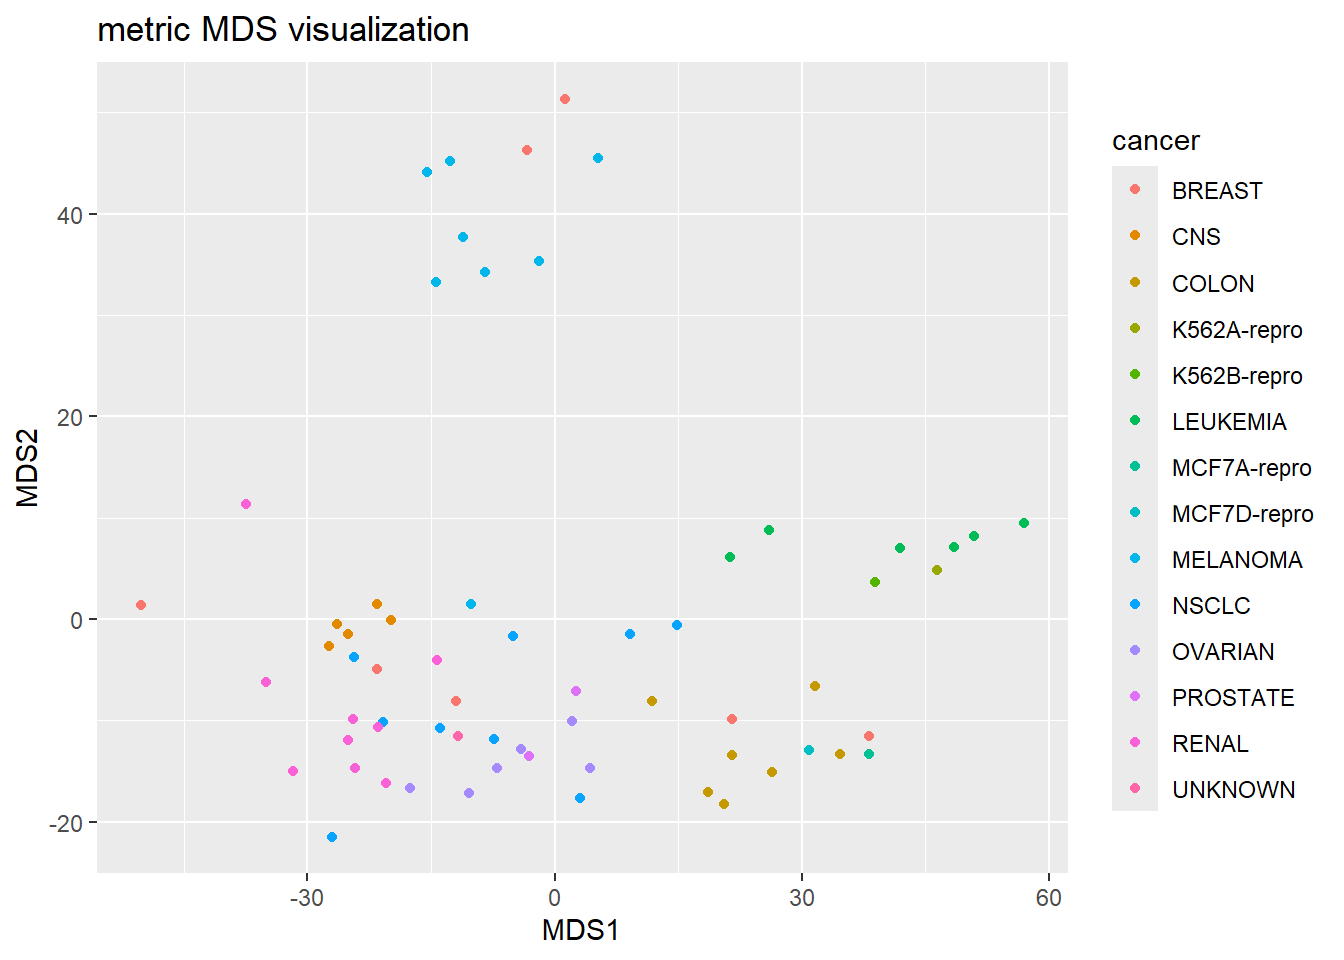 metric MDS visualization
cancer
BREAST
CNS
COLON
K562A-repro
K562B-repro
LEUKEMIA
MCF7A-repro
MCF7D-repro
MELANOMA
NSCLC
OVARIAN
PROSTATE
RENAL
UNKNOWN
MDS2
40
20
0
-20
-30
0
30
60
MDS1